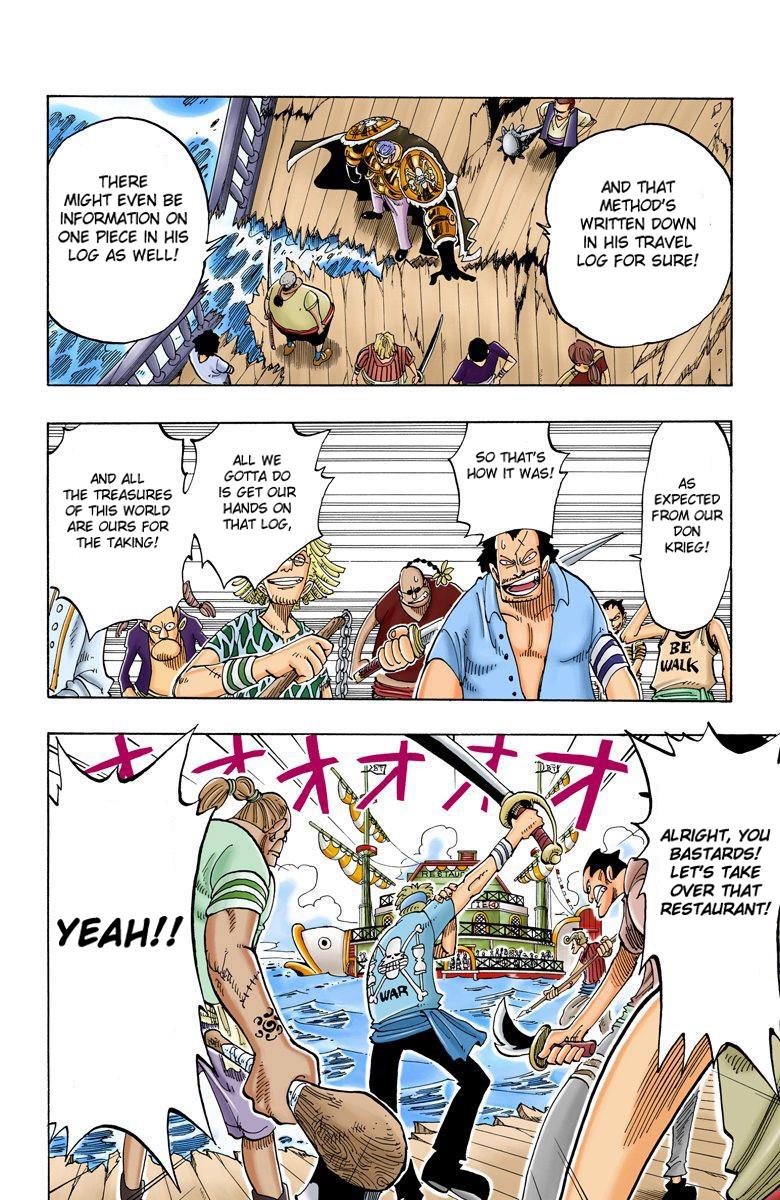 AND THAT
METHOD'S
WRITTEN DOWN
IN HIS TRAVEL
LOG FOR SURE!
THERE
MIGHT EVEN BE
INFORMATION ON
ONE PIECE IN HIS
LOG AS WELL!
AS
EXPECTED
FROM OUR
DON
KRIEG!
SO THAT'S
HOW IT WAS!
ALL WE
GOTTA DO
IS GET OUR
HANDS ON
THAT LOG,
AND ALL
THE TREASURES
OF THIS WORLD
ARE OURS FOR
THE TAKING!
BE
WALK
オオオオオオ
ALRIGHT, YOU
BASTARDS!
LET'S TAKE
OVER THAT
RESTAURANT!
YEAH!!
WAR